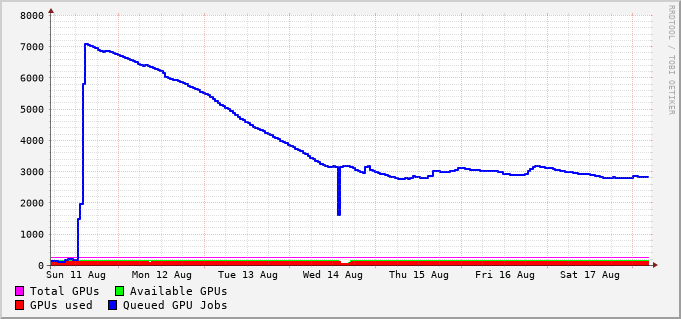 8000
7000
6000
5000
4000
3000
2000
1000
0
Sun 11 Aug Mon 12 Aug Tue 13 Aug Wed 14 Aug Thu 15 Aug Fri 16 Aug Sat 17 Aug
Total GPUs Available GPUs
GPUs used Queued GPU Jobs
RRDTOOL / TOBI OETIKER